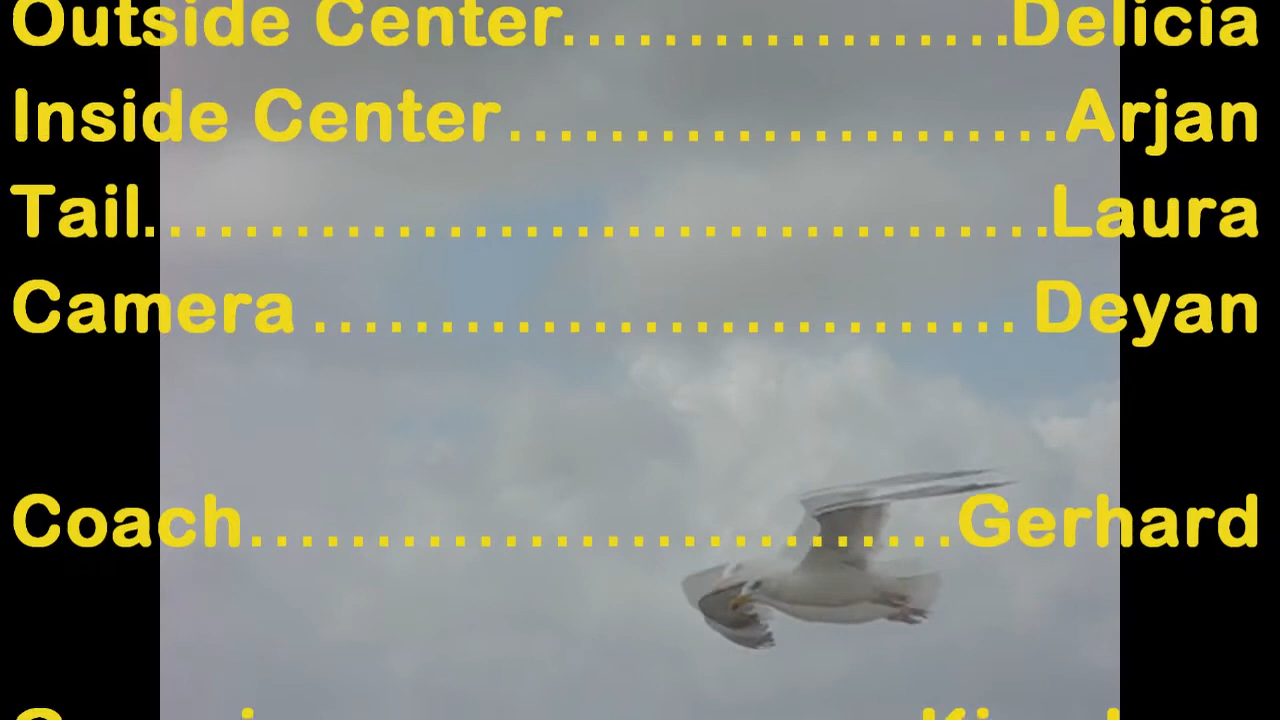 Outside Center..................Delicia
Inside Center......................Arjan
Tail...................................Laura
Camera ............................ Deyan
Coach............................Gerhard